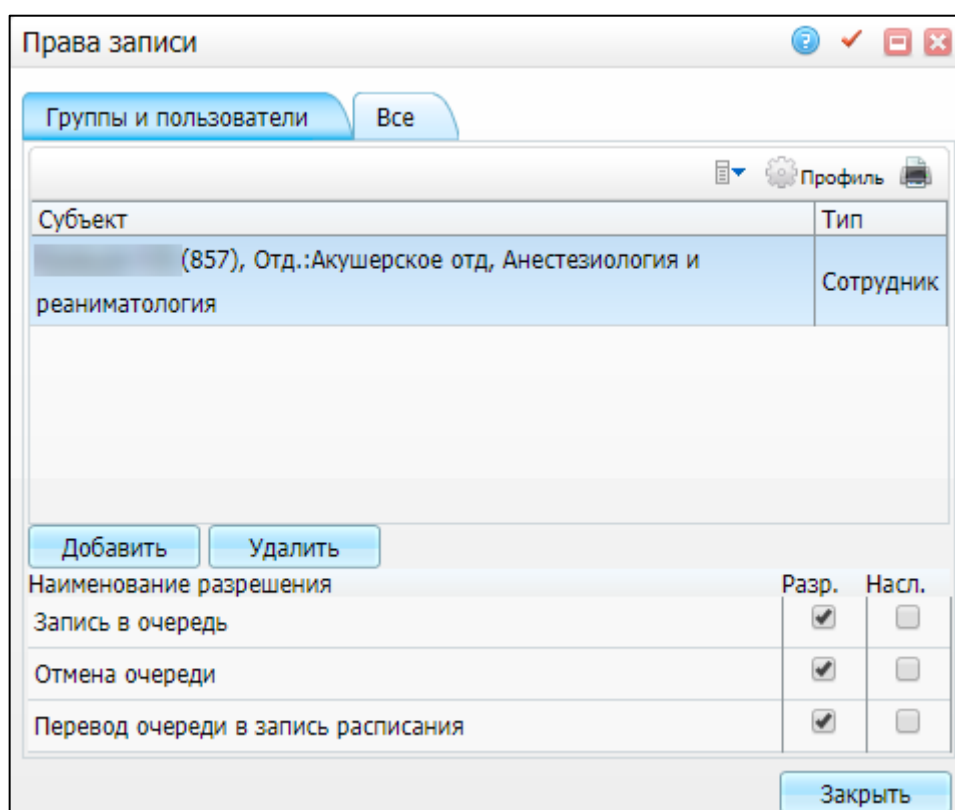 Права записи
Группы и пользователи Все
Профиль
Субъект Тип
(857), Отд.:Акушерское отд, Анестезиология и
реаниматология
Сотрудник
Добавить Удалить
Наименование разрешения Разр. Насл.
Запись в очередь
Отмена очереди
Перевод очереди в запись расписания
Закрыть